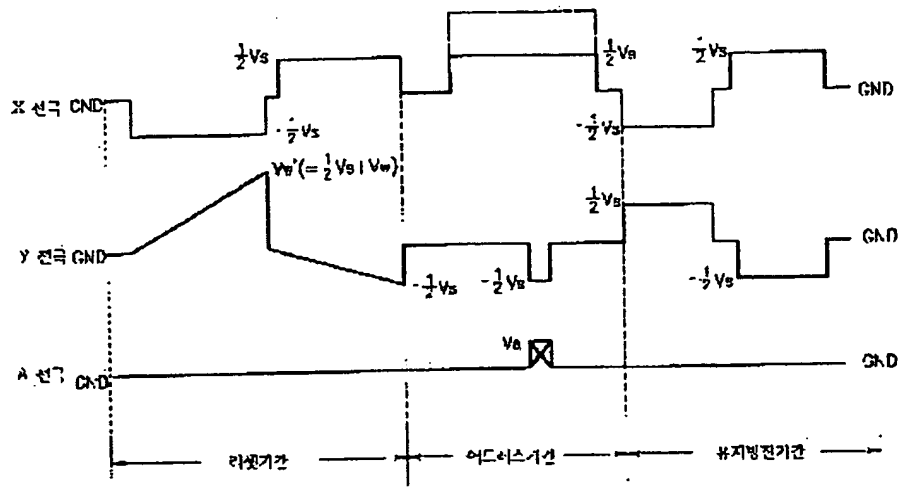 ½Vs
½Vs
½Vs
X 전극 GND
GND
-½Vs
-½Vs
Vw'(=½Vs+Vw)
½Vs
Y 전극 GND
GND
-½Vs
-½Vs
-½Vs
Va
A 전극 GND
GND
리셋기간
어드레스기간
유지방전기간